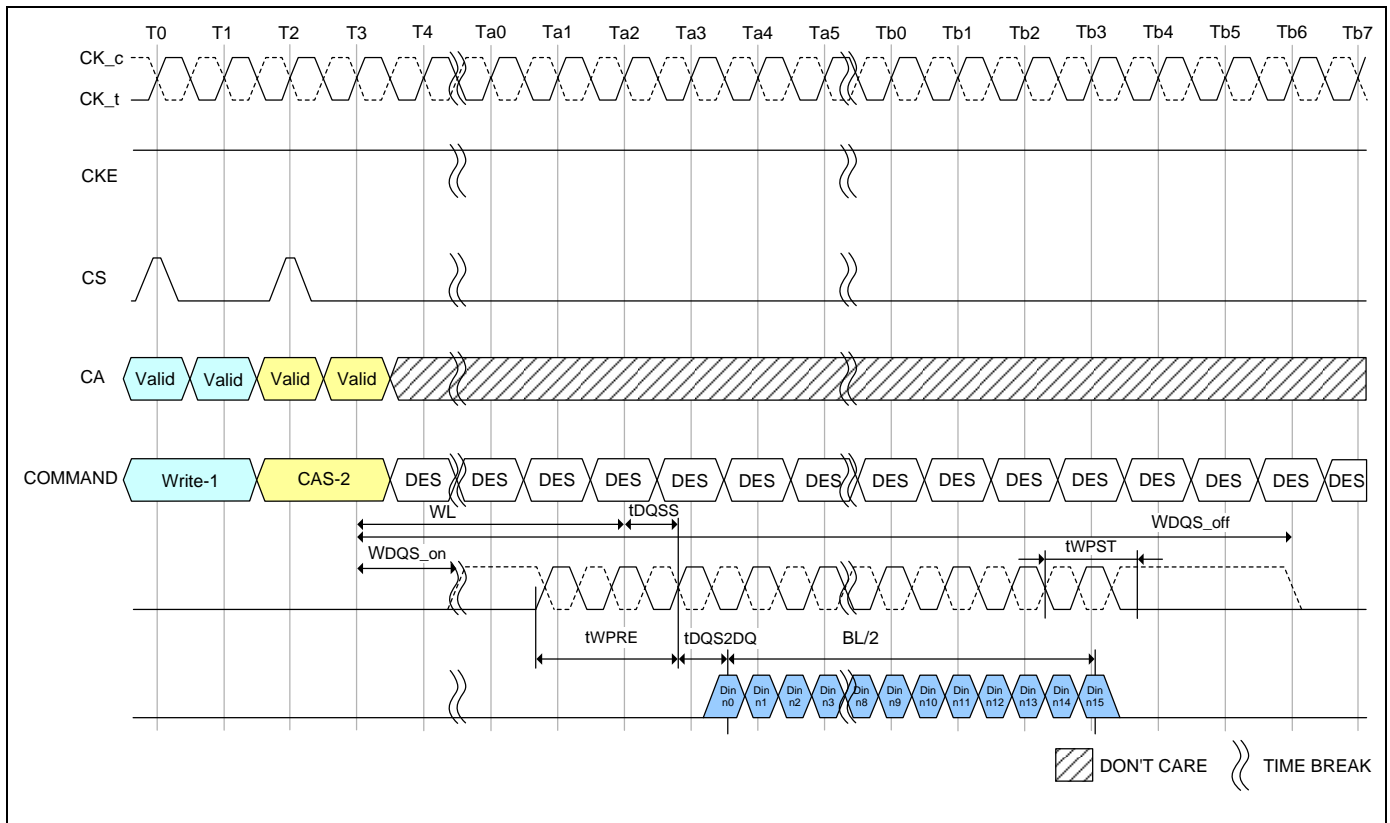 T0 T1 T2 T3 T4 Ta0 Ta1 Ta2 Ta3 Ta4 Ta5 Tb0 Tb1 Tb2 Tb3 Tb4 Tb5 Tb6 Tb7
CK_c
CK_t
CKE
CS
CA Valid Valid Valid Valid
COMMAND Write-1 CAS-2 DES DES DES DES DES DES DES DES DES DES DES DES DES DES DES
WL tDQSS WDQS_off
WDQS_on tWPST
tWPRE tDQS2DQ BL/2
Din Din Din Din Din Din Din Din Din Din Din Din
n0 n1 n2 n3 n8 n9 n10 n11 n12 n13 n14 n15
DON'T CARE TIME BREAK